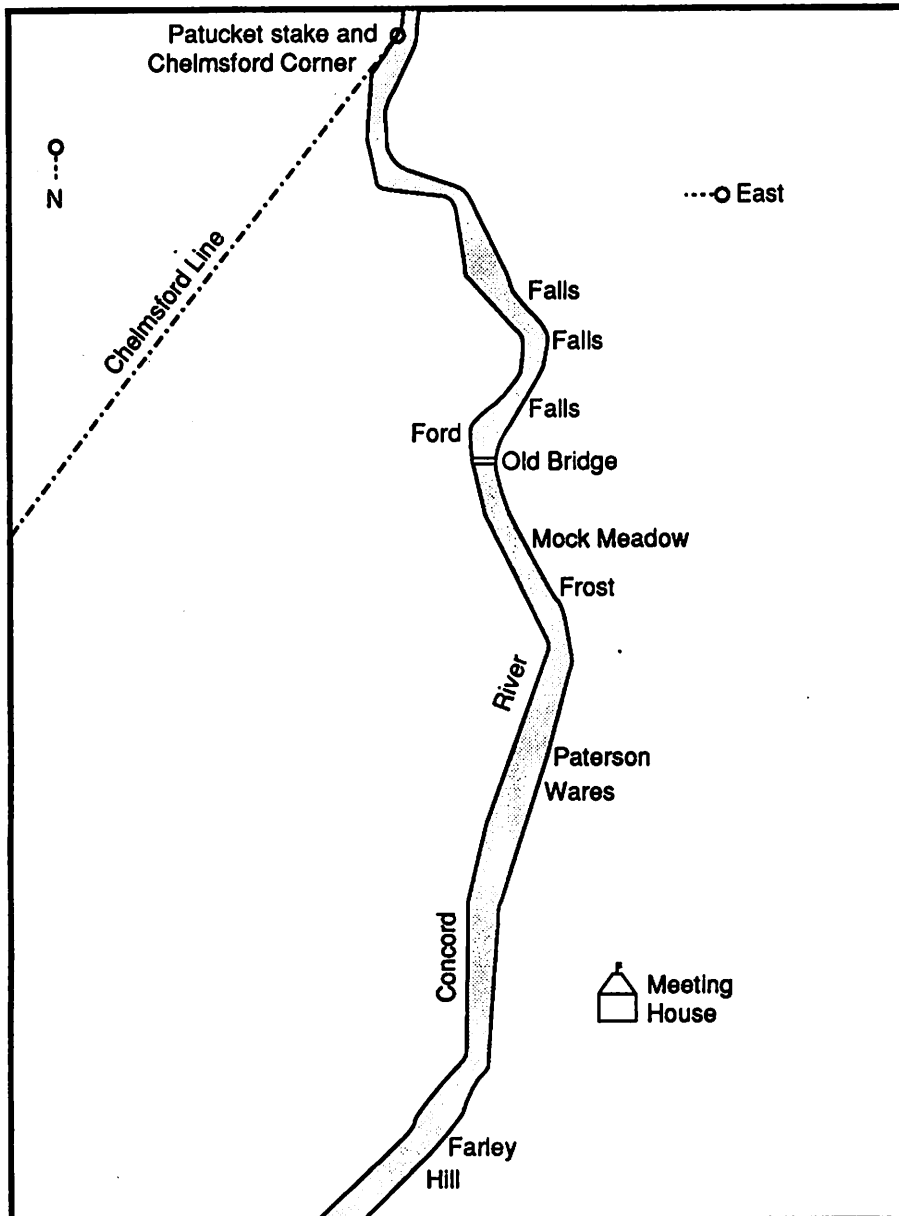 Patucket stake and
Chelmsford Corner
N
East
Chelmsford Line
Falls
Falls
Falls
Ford
Old Bridge
Mock Meadow
Frost
River
Paterson
Wares
Concord
Meeting
House
Farley
Hill